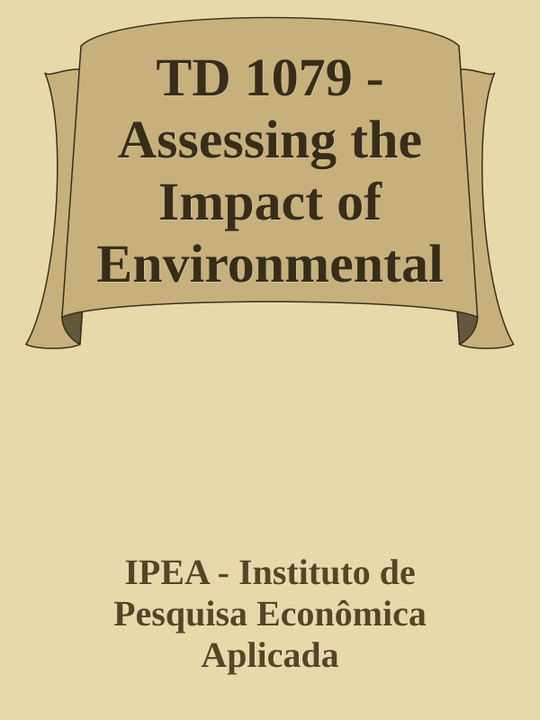 TD 1079 -
Assessing the
Impact of
Environmental
IPEA - Instituto de
Pesquisa Econômica
Aplicada